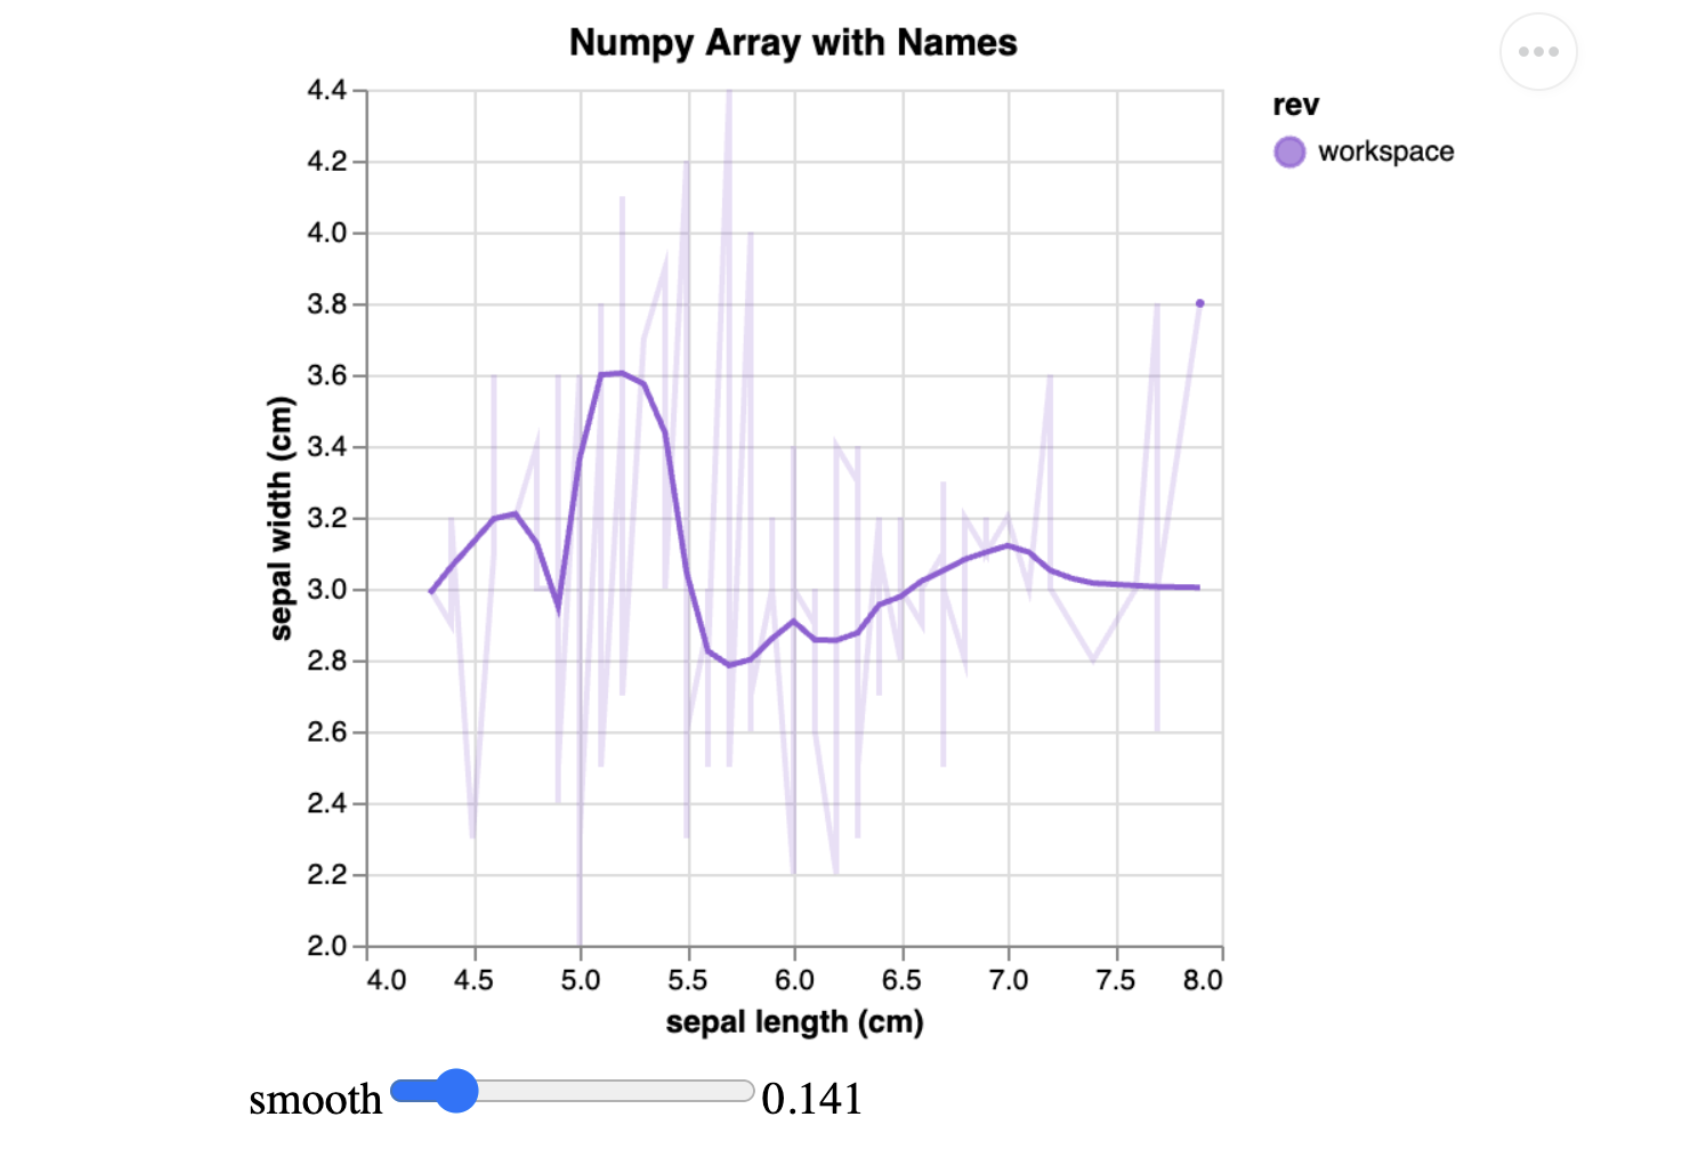 Numpy Array with Names
rev
workspace
4.4
4.2
4.0
3.8
3.6
3.4
3.2
3.0
2.8
2.6
2.4
2.2
2.0
sepal width (cm)
4.0 4.5 5.0 5.5 6.0 6.5 7.0 7.5 8.0
sepal length (cm)
smooth 0.141